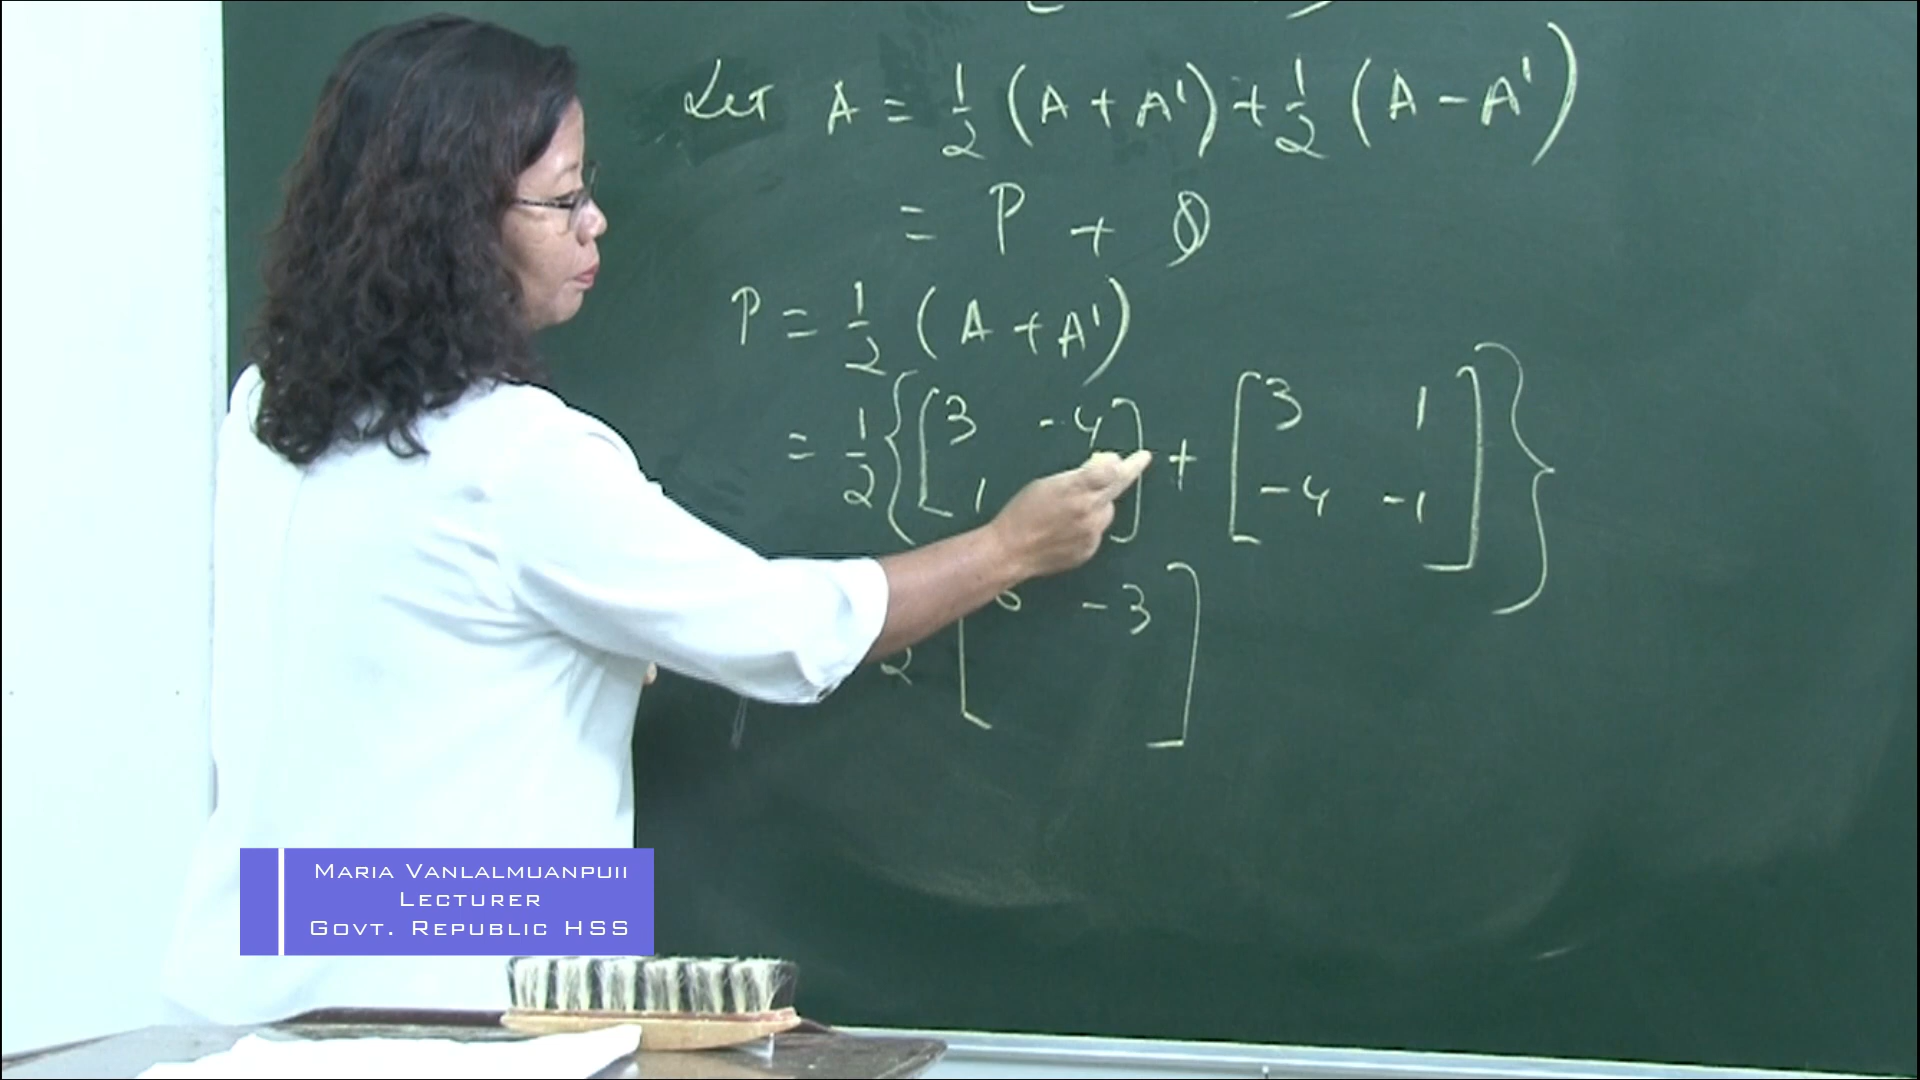 Let A = 1/2 (A + A') + 1/2 (A - A')
= P + Q
P = 1/2 (A + A')
= 1/2 { [ 3 -4 ] + [ 3 1 ] }
1 -4 -1
2 [ -3 ]
MARIA VANLALMUANPUII
LECTURER
GOVT. REPUBLIC HSS